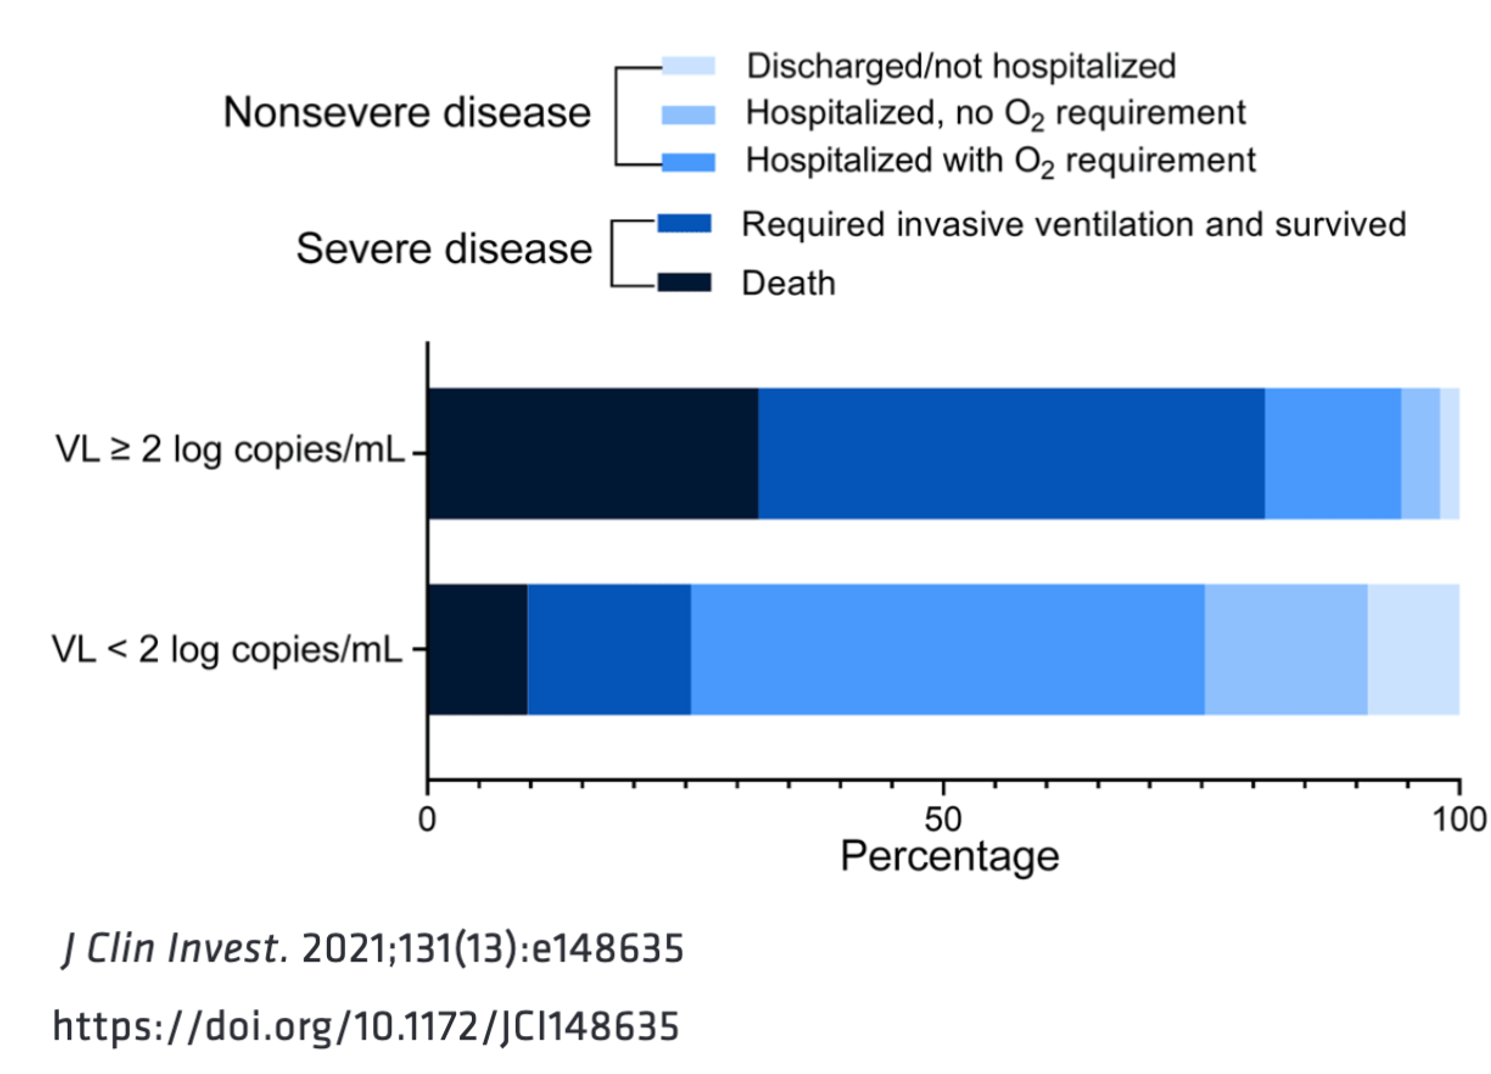 Discharged/not hospitalized
Nonsevere disease
Hospitalized, no O₂ requirement
Hospitalized with O₂ requirement
Required invasive ventilation and survived
Severe disease
Death
VL ≥ 2 log copies/mL
VL < 2 log copies/mL
0 50 100
Percentage
J Clin Invest. 2021;131(13):e148635
https://doi.org/10.1172/JCI148635